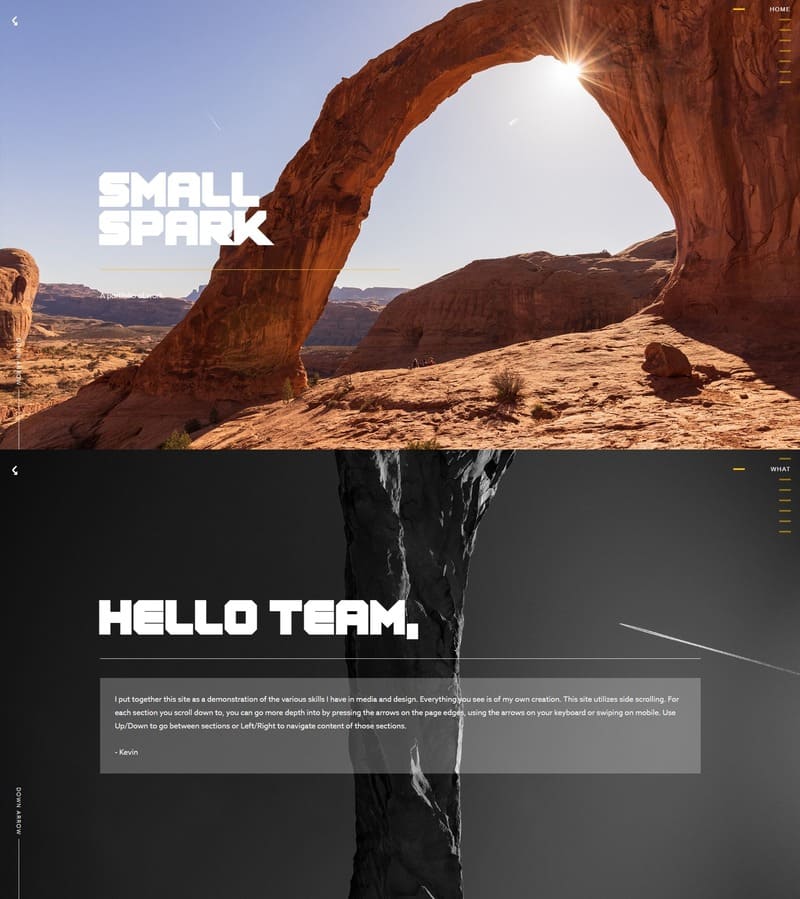 HOME
SMALL
SPARK
WHAT
HELLO TEAM,
I put together this site as a demonstration of the various skills I have in media and design. Everything you see is of my own creation. This site utilizes side scrolling. For
each section you scroll down to, you can go more depth into by pressing the arrows on the page edges, using the arrows on your keyboard or swiping on mobile. Use
Up/Down to go between sections or Left/Right to navigate content of those sections.
- Kevin
DOWN ARROW